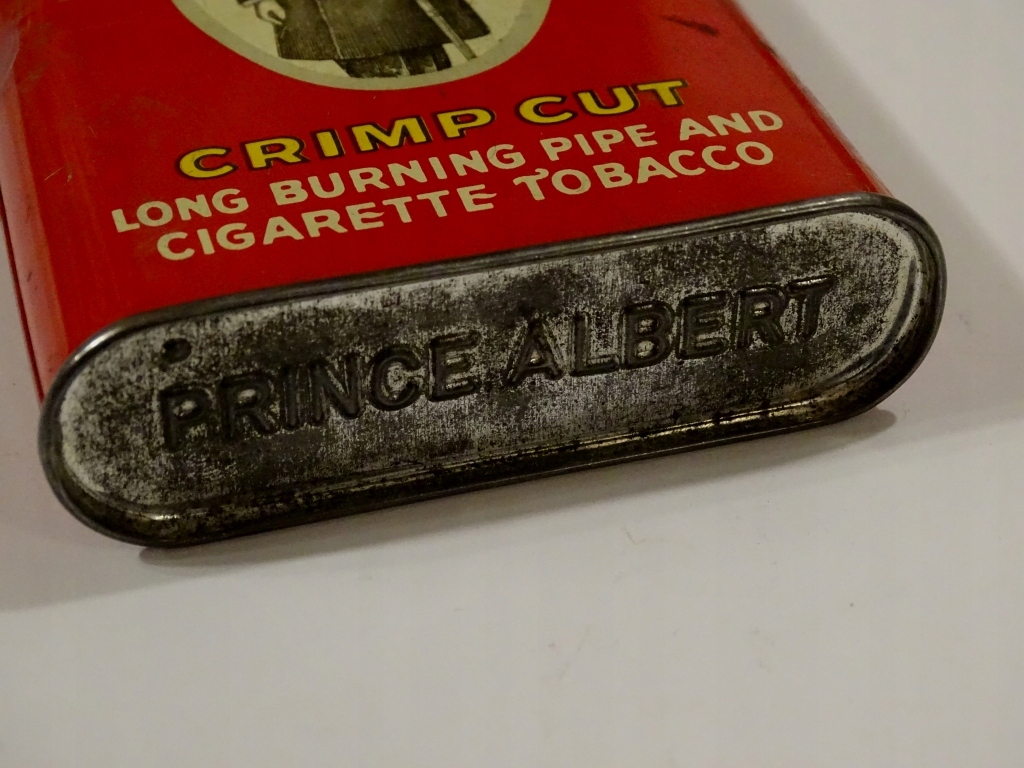 CRIMP CUT
LONG BURNING PIPE AND
CIGARETTE TOBACCO
PRINCE ALBERT